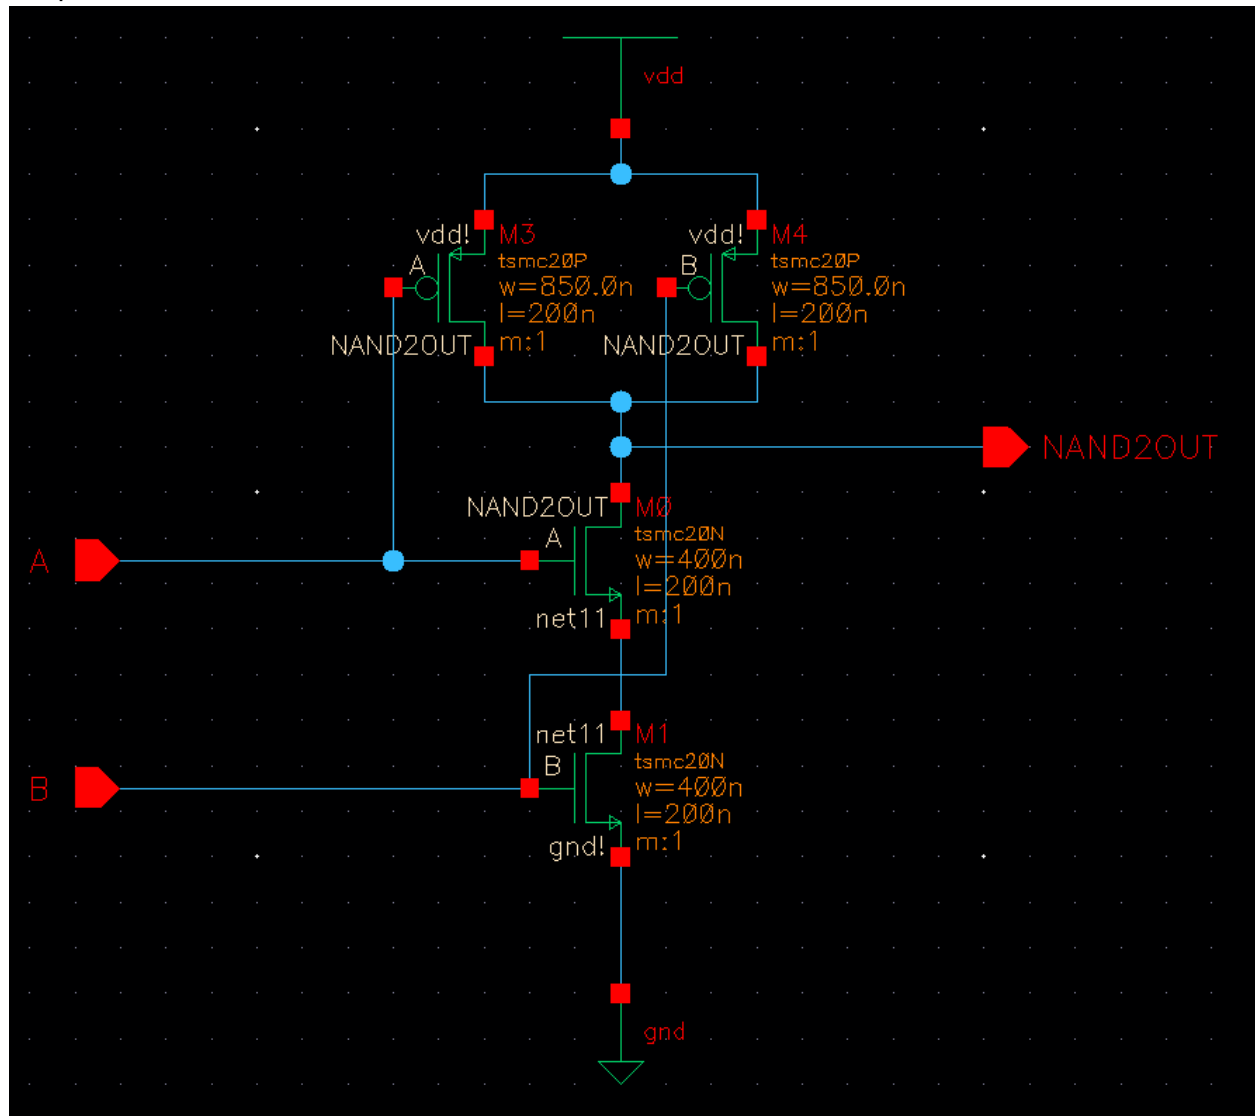 vdd
vdd! M3
A tsmc20P
w=850.0n
l=200n
NAND2OUT m:1
vdd! M4
B tsmc20P
w=850.0n
l=200n
NAND2OUT m:1
NAND2OUT
NAND2OUT M0
A tsmc20N
w=400n
l=200n
net11 m:1
A
net11 M1
B tsmc20N
w=400n
l=200n
gnd! m:1
B
gnd